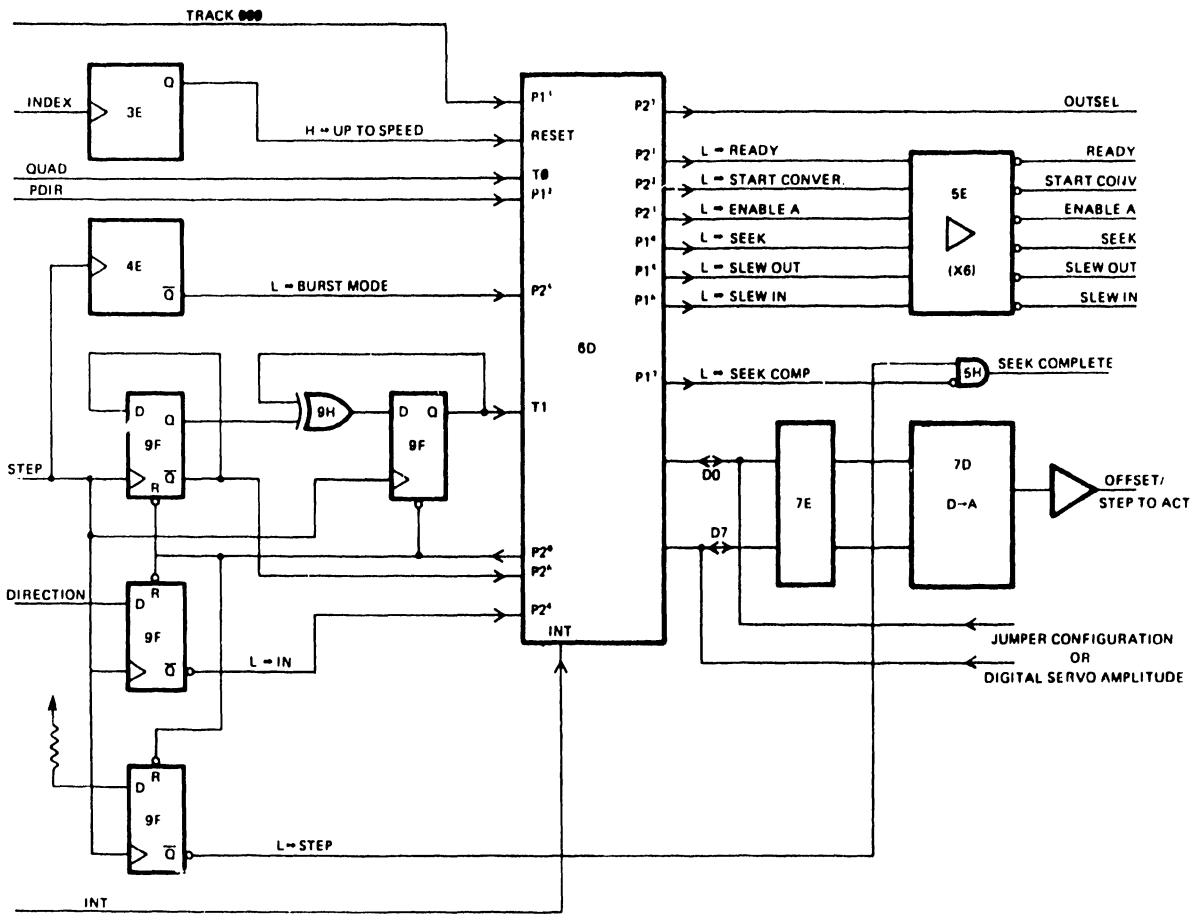 TRACK 000
INDEX
3E
Q
H → UP TO SPEED
QUAD
PDIR
4E
Q̅
L → BURST MODE
D
Q
9F
Q̅
R
9H
D
Q
9F
STEP
DIRECTION
R
D
9F
Q̅
L → IN
R
D
9F
Q̅
L → STEP
INT
RESET
T0
T1
INT
6D
L → READY
L → START CONVER.
L → ENABLE A
L → SEEK
L → SLEW OUT
L → SLEW IN
L → SEEK COMP
5E
(X6)
OUTSEL
READY
START CONV
ENABLE A
SEEK
SLEW OUT
SLEW IN
5H
SEEK COMPLETE
D0
D7
7E
7D
D→A
OFFSET/
STEP TO ACT
JUMPER CONFIGURATION
OR
DIGITAL SERVO AMPLITUDE